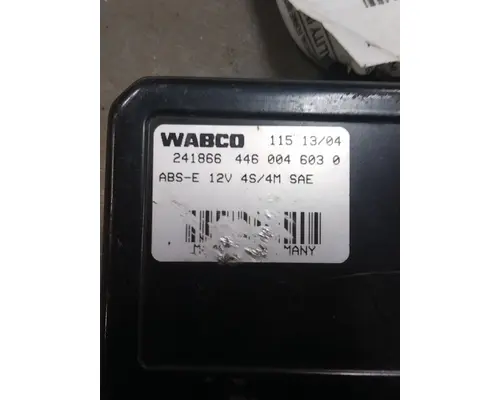 WABCO 115 13/04
241866 446 004 603 0
ABS-E 12V 4S/4M SAE
MANY